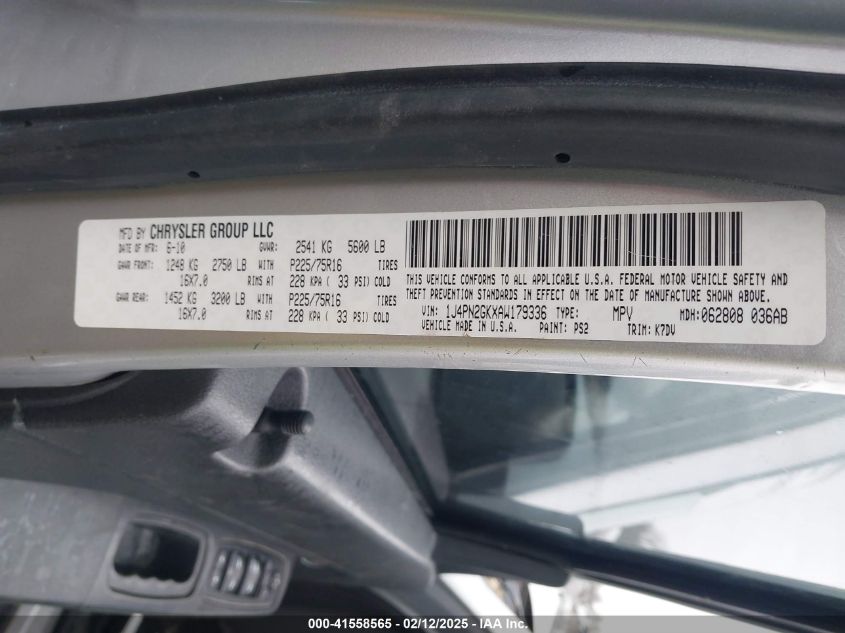 MFD BY CHRYSLER GROUP LLC
DATE OF MFR: 6-10 GVWR: 2541 KG 5600 LB
GAWR FRONT: 1248 KG 2750 LB WITH P225/75R16 TIRES
16X7.0 RIMS AT 228 KPA ( 33 PSI) COLD
GAWR REAR: 1452 KG 3200 LB WITH P225/75R16 TIRES
16X7.0 RIMS AT 228 KPA ( 33 PSI) COLD
THIS VEHICLE CONFORMS TO ALL APPLICABLE U.S.A. FEDERAL MOTOR VEHICLE SAFETY AND
THEFT PREVENTION STANDARDS IN EFFECT ON THE DATE OF MANUFACTURE SHOWN ABOVE.
VIN: 1J4PN2GKXAW179336 TYPE: MPV MDH:062808 036AB
VEHICLE MADE IN U.S.A. PAINT: PS2 TRIM: K7DV
000-41558565 - 02/12/2025 - IAA Inc.